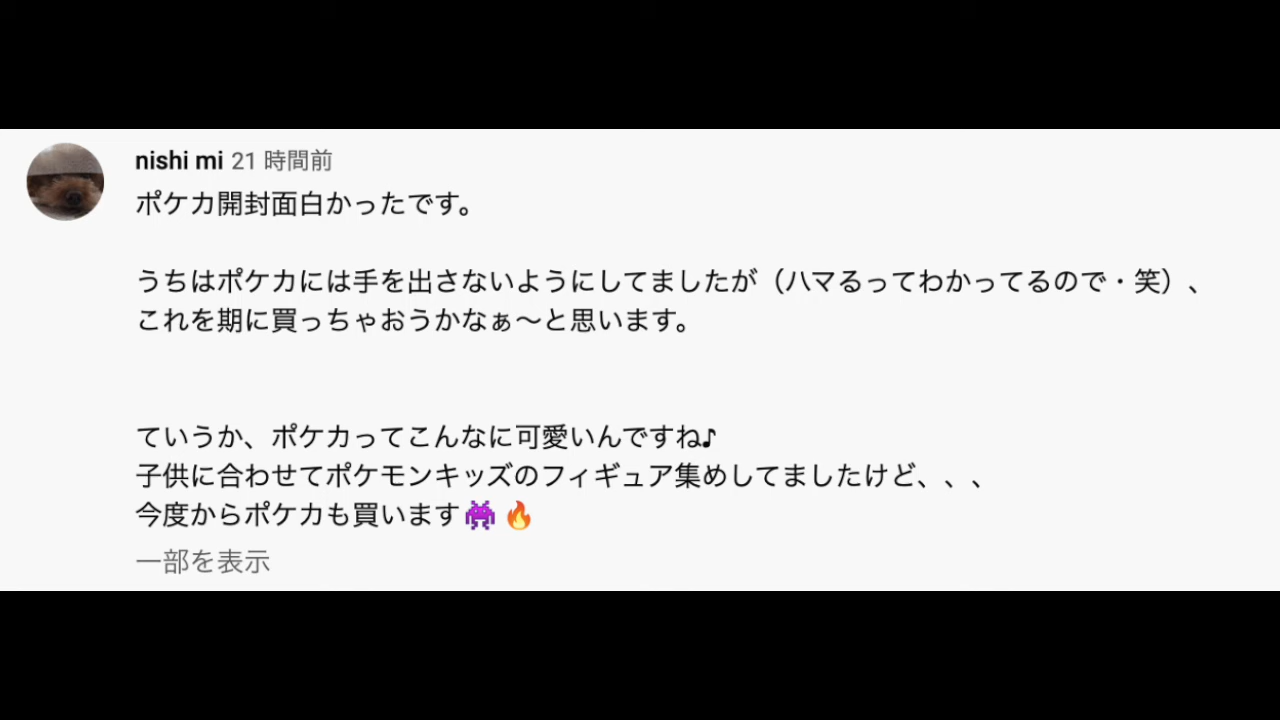 nishi mi 21 時間前
ポケカ開封面白かったです。
うちはポケカには手を出さないようにしてましたが（ハマるってわかってるので・笑）、
これを期に買っちゃおうかなぁ〜と思います。
ていうか、ポケカってこんなに可愛いんですね♪
子供に合わせてポケモンキッズのフィギュア集めしてましたけど、、、
今度からポケカも買います👾🔥
一部を表示